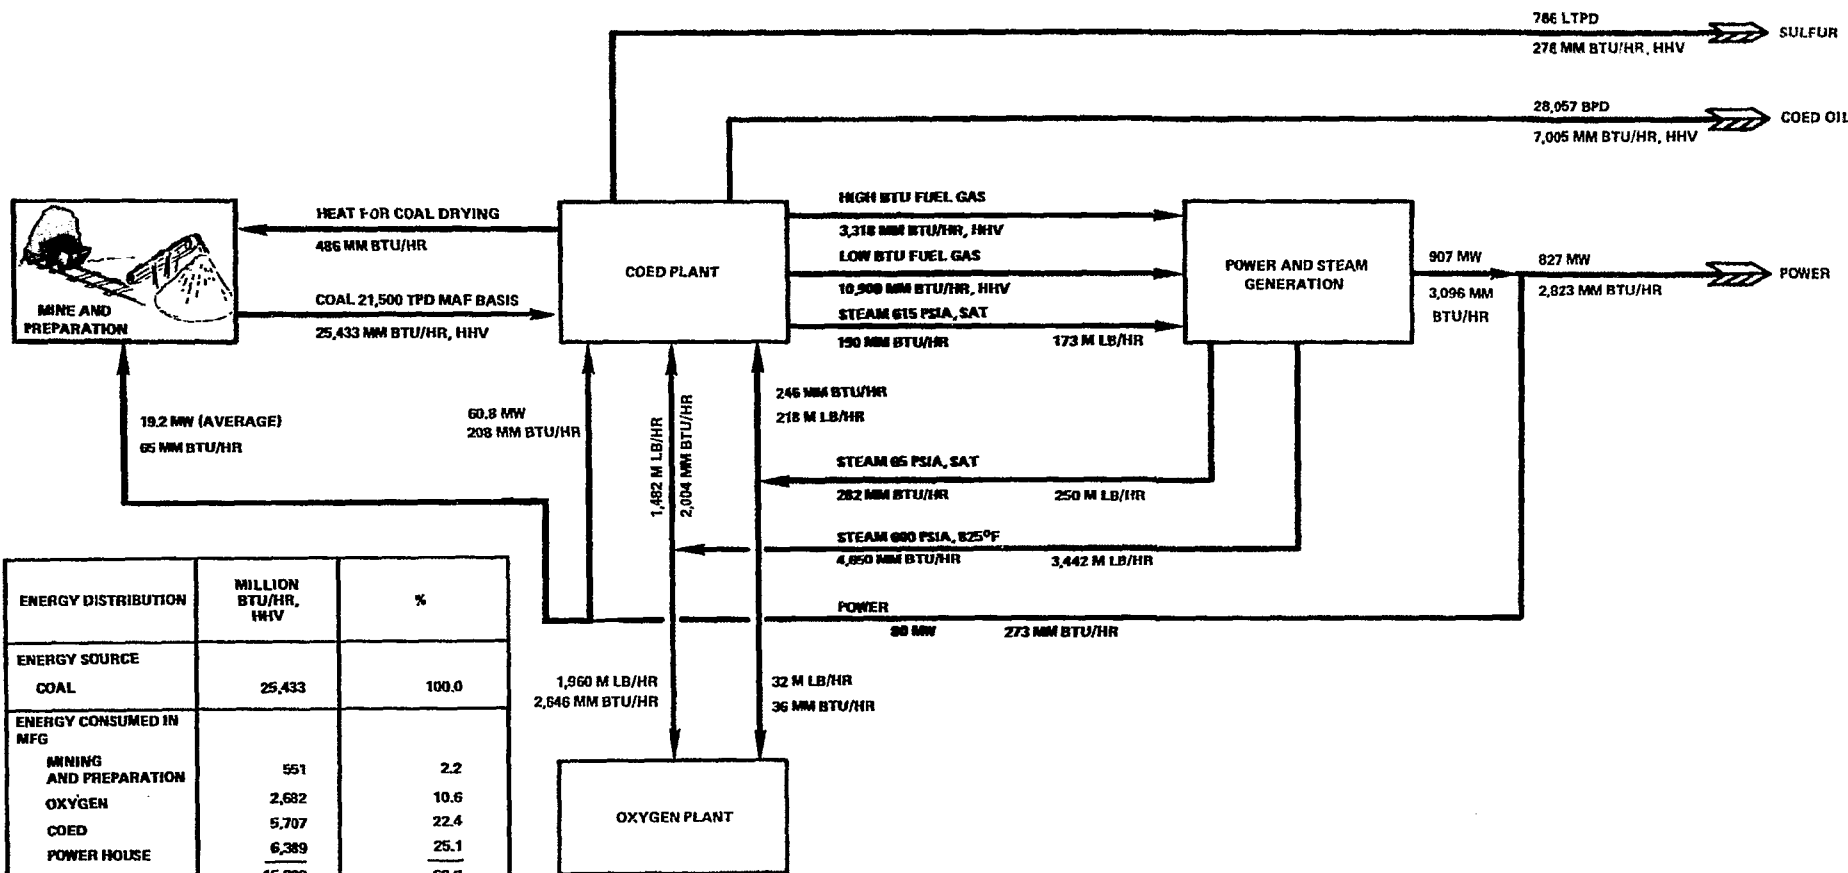 786 LTPD
SULFUR
278 MM BTU/HR, HHV
28,057 BPD
COED OIL
7,005 MM BTU/HR, HHV
HIGH BTU FUEL GAS
3,318 MM BTU/HR, HHV
HEAT FOR COAL DRYING
486 MM BTU/HR
LOW BTU FUEL GAS
10,909 MM BTU/HR, HHV
COED PLANT
POWER AND STEAM
GENERATION
907 MW
3,096 MM
BTU/HR
827 MW
2,823 MM BTU/HR
POWER
MINE AND
PREPARATION
COAL 21,500 TPD MAF BASIS
25,433 MM BTU/HR, HHV
STEAM 615 PSIA, SAT
190 MM BTU/HR
173 M LB/HR
19.2 MW (AVERAGE)
65 MM BTU/HR
60.8 MW
208 MM BTU/HR
1,482 M LB/HR
2,004 MM BTU/HR
246 MM BTU/HR
218 M LB/HR
STEAM 65 PSIA, SAT
282 MM BTU/HR
250 M LB/HR
STEAM PSIA, 825°F
4,650 MM BTU/HR
3,442 M LB/HR
POWER
80 MW
273 MM BTU/HR
1,960 M LB/HR
2,646 MM BTU/HR
32 M LB/HR
36 MM BTU/HR
OXYGEN PLANT
ENERGY DISTRIBUTION
MILLION
BTU/HR,
HHV
%
ENERGY SOURCE
COAL 25,433 100.0
ENERGY CONSUMED IN
MFG
MINING
AND PREPARATION 551 2.2
OXYGEN 2,682 10.6
COED 5,707 22.4
POWER HOUSE 6,389 25.1